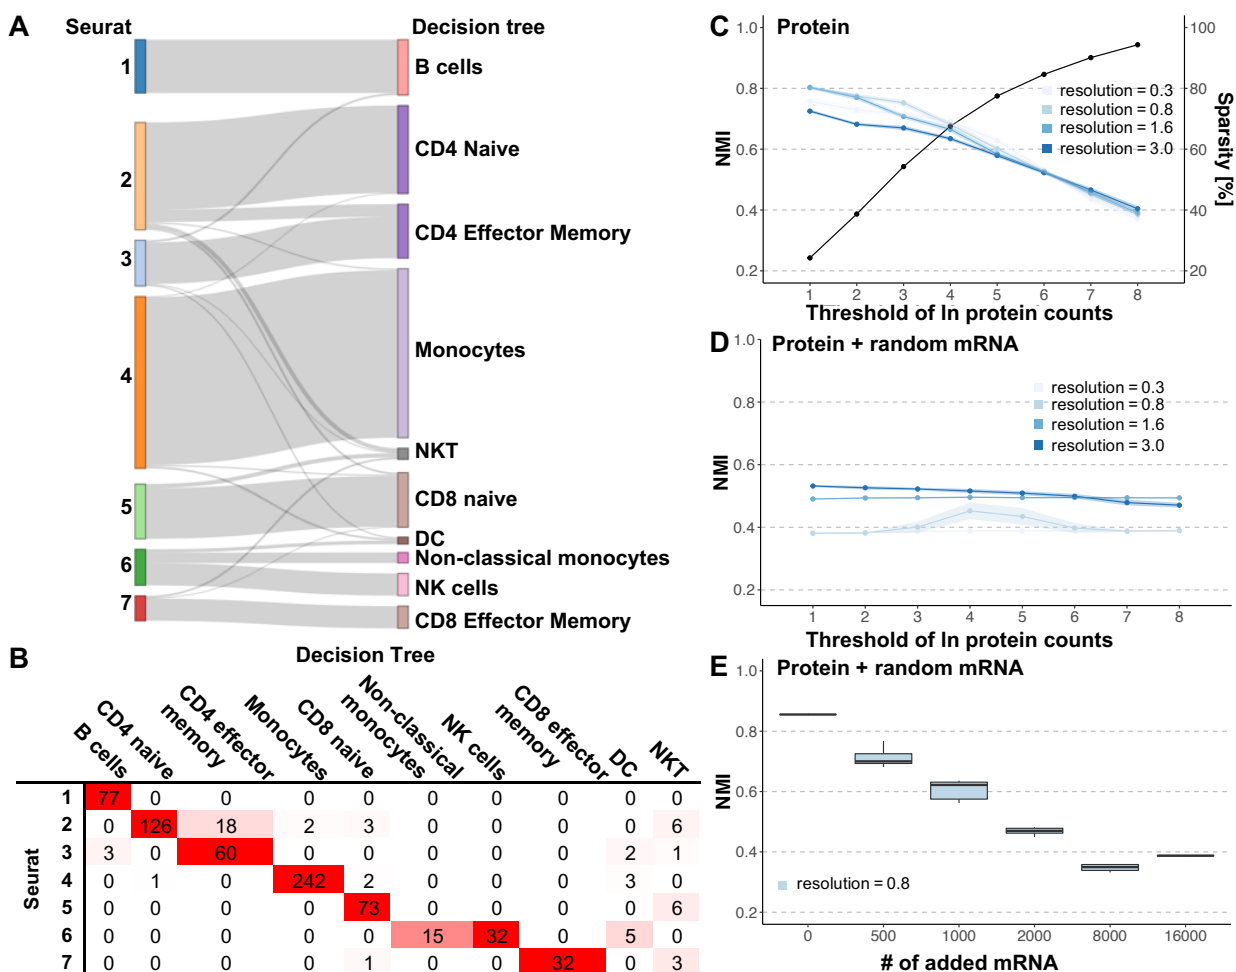 A
Seurat
Decision tree
1
2
3
4
5
6
7
B cells
CD4 Naive
CD4 Effector Memory
Monocytes
NKT
CD8 naive
DC
Non-classical monocytes
NK cells
CD8 Effector Memory
B
Decision Tree
B cells
CD4 naive
CD4 effector
memory
Monocytes
CD8 naive
Non-classical
monocytes
NK cells
CD8 effector
memory
DC
NKT
Seurat
1 77 0 0 0 0 0 0 0 0 0
2 0 126 18 2 3 0 0 0 0 6
3 3 0 60 0 0 0 0 0 2 1
4 0 1 0 242 2 0 0 0 3 0
5 0 0 0 0 73 0 0 0 0 6
6 0 0 0 0 0 15 32 0 5 0
7 0 0 0 0 1 0 0 32 0 3
C
Protein
1.0
0.8
0.6
0.4
0.2
NMI
100
80
60
40
20
Sparsity [%]
resolution = 0.3
resolution = 0.8
resolution = 1.6
resolution = 3.0
1 2 3 4 5 6 7 8
Threshold of ln protein counts
D
Protein + random mRNA
1.0
0.8
0.6
0.4
0.2
NMI
resolution = 0.3
resolution = 0.8
resolution = 1.6
resolution = 3.0
1 2 3 4 5 6 7 8
Threshold of ln protein counts
E
Protein + random mRNA
1.0
0.8
0.6
0.4
0.2
NMI
resolution = 0.8
0 500 1000 2000 8000 16000
# of added mRNA